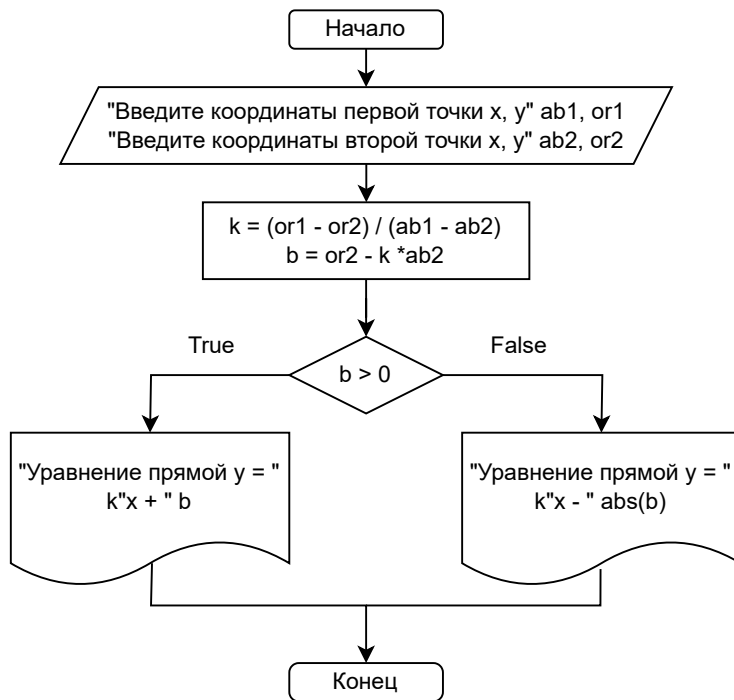 Начало
"Введите координаты первой точки x, y" ab1, or1
"Введите координаты второй точки x, y" ab2, or2
k = (or1 - or2) / (ab1 - ab2)
b = or2 - k *ab2
True
False
b > 0
"Уравнение прямой y = "
k"x + " b
"Уравнение прямой y = "
k"x - " abs(b)
Конец